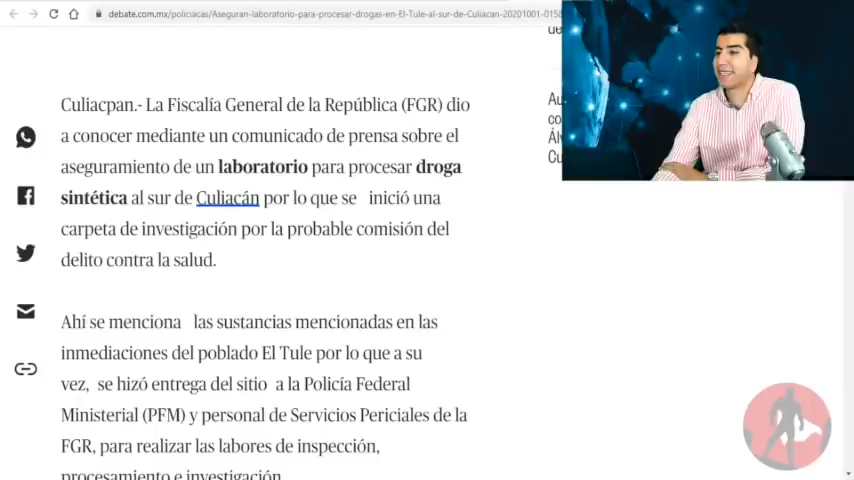 debate.com.mx/policiacas/Aseguran-laboratorio-para-procesar-drogas-en-El-Tule-al-sur-de-Culiacan-20201001-0158
Culiacpan.- La Fiscalía General de la República (FGR) dio
a conocer mediante un comunicado de prensa sobre el
aseguramiento de un laboratorio para procesar droga
sintética al sur de Culiacán por lo que se inició una
carpeta de investigación por la probable comisión del
delito contra la salud.
Ahí se menciona las sustancias mencionadas en las
inmediaciones del poblado El Tule por lo que a su
vez, se hizó entrega del sitio a la Policía Federal
Ministerial (PFM) y personal de Servicios Periciales de la
FGR, para realizar las labores de inspección,
procesamiento e investigación